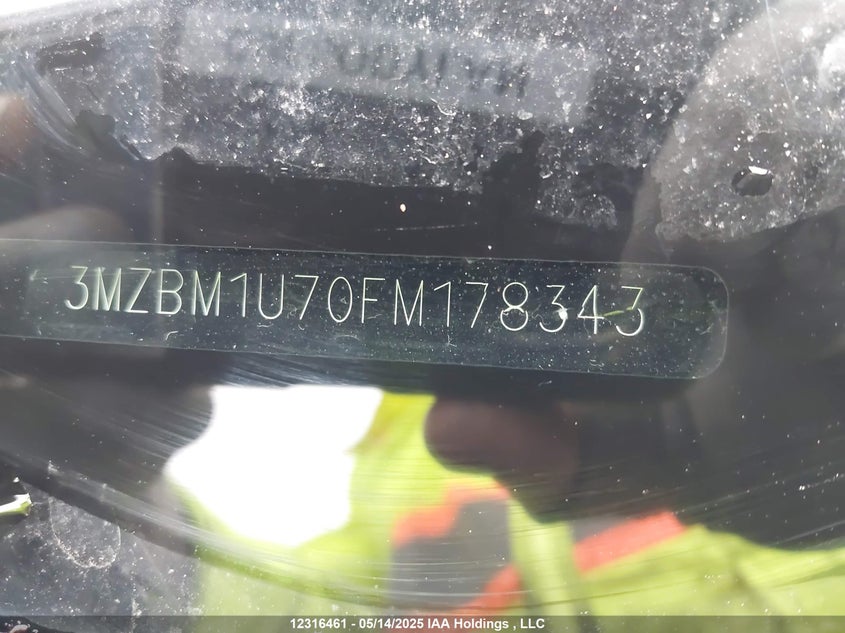 3MZBM1U70FM178343
12316461 - 05/14/2025 IAA Holdings , LLC